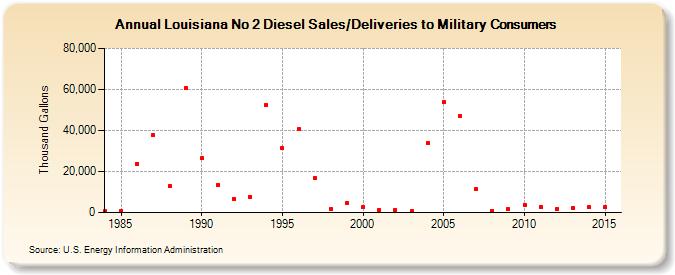 Annual Louisiana No 2 Diesel Sales/Deliveries to Military Consumers
Thousand Gallons
80,000
60,000
40,000
20,000
0
1985 1990 1995 2000 2005 2010 2015
Source: U.S. Energy Information Administration